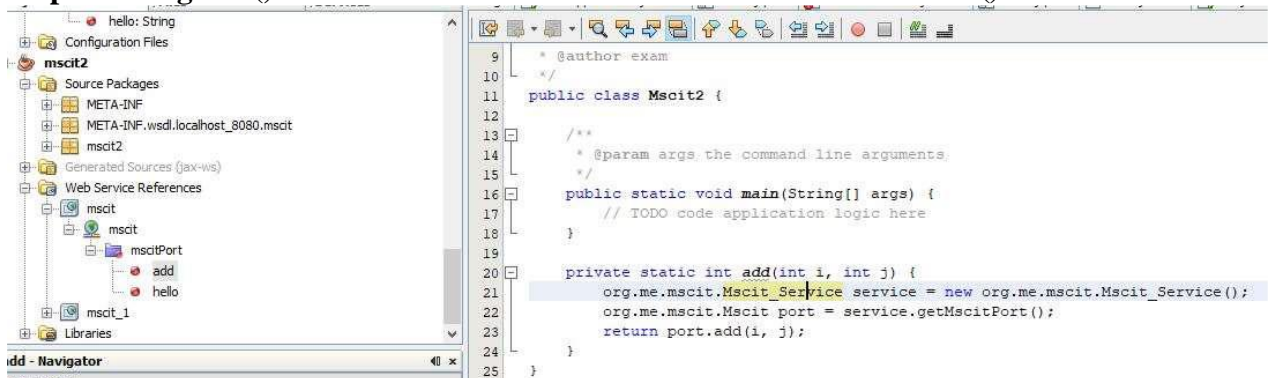 hello: String
Configuration Files
mscit2
Source Packages
META-INF
META-INF.wsdl.localhost_8080.mscit
mscit2
Generated Sources (jax-ws)
Web Service References
mscit
mscit
mscitPort
add
hello
mscit_1
Libraries
add - Navigator
9 * @author exam
10 */
11 public class Mscit2 {
12
13 /**
14 * @param args the command line arguments
15 */
16 public static void main(String[] args) {
17 // TODO code application logic here
18 }
19
20 private static int add(int i, int j) {
21 org.me.mscit.Mscit_Service service = new org.me.mscit.Mscit_Service();
22 org.me.mscit.Mscit port = service.getMscitPort();
23 return port.add(i, j);
24 }
25 }